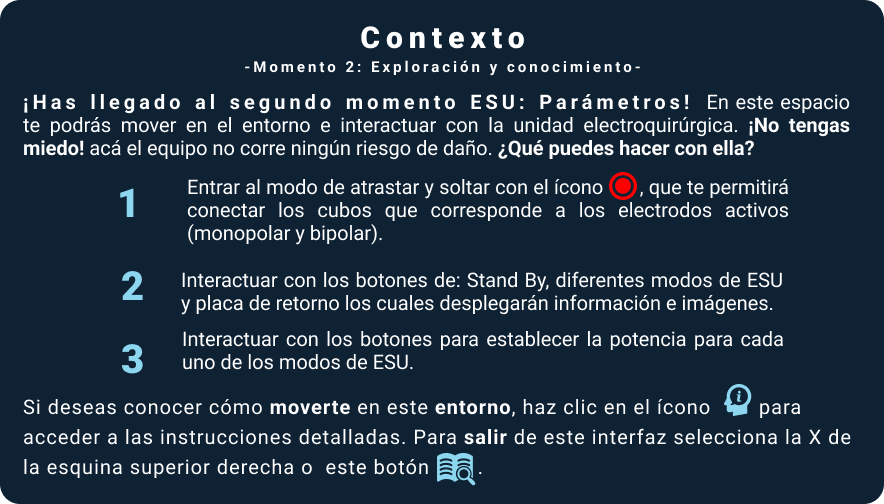 Contexto
-Momento 2: Exploración y conocimiento-
¡Has llegado al segundo momento ESU: Parámetros! En este espacio
te podrás mover en el entorno e interactuar con la unidad electroquirúrgica. ¡No tengas
miedo! acá el equipo no corre ningún riesgo de daño. ¿Qué puedes hacer con ella?
1
Entrar al modo de atrastar y soltar con el ícono , que te permitirá
conectar los cubos que corresponde a los electrodos activos
(monopolar y bipolar).
2
Interactuar con los botones de: Stand By, diferentes modos de ESU
y placa de retorno los cuales desplegarán información e imágenes.
3
Interactuar con los botones para establecer la potencia para cada
uno de los modos de ESU.
Si deseas conocer cómo moverte en este entorno, haz clic en el ícono i para
acceder a las instrucciones detalladas. Para salir de este interfaz selecciona la X de
la esquina superior derecha o este botón .